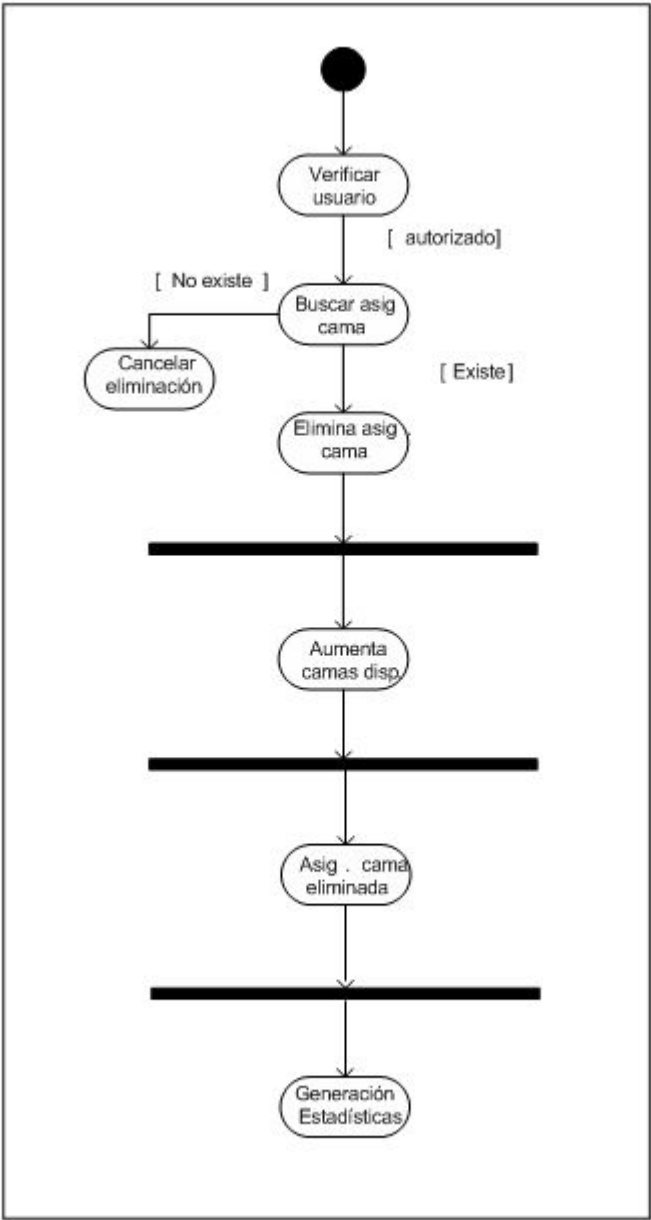 Verificar
usuario
[ autorizado]
[ No existe ]
Buscar asig
cama
Cancelar
eliminación
[ Existe]
Elimina asig .
cama
Aumenta
camas disp.
Asig . cama
eliminada
Generación
Estadísticas